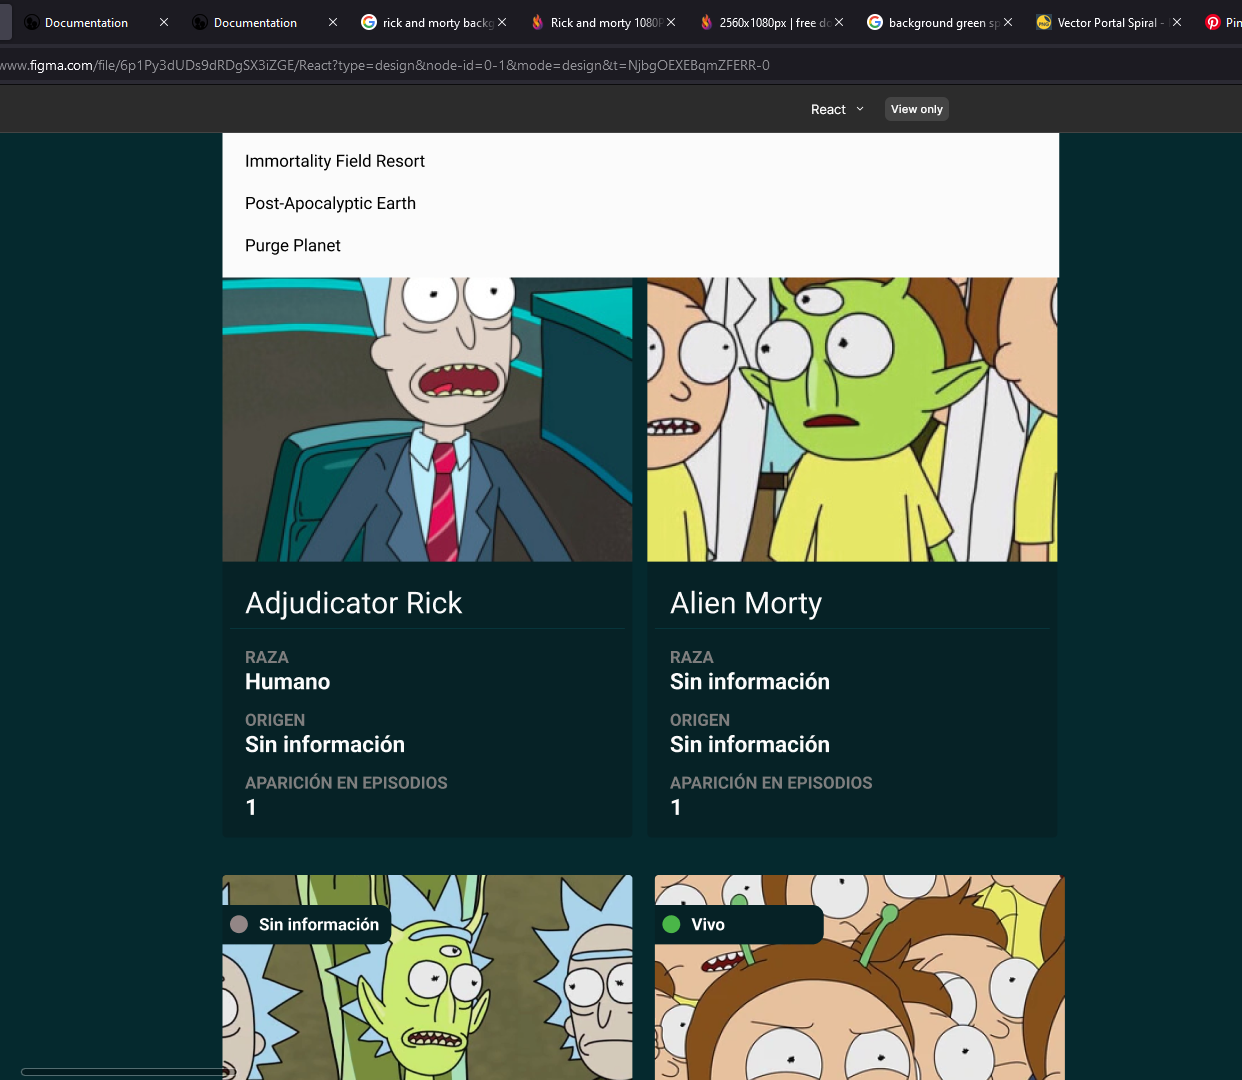 Documentation
Documentation
rick and morty backg
Rick and morty 1080P
2560x1080px | free do
background green sp
Vector Portal Spiral -
Pin
www.figma.com/file/6p1Py3dUDs9dRDgSX3iZGE/React?type=design&node-id=0-1&mode=design&t=NjbgOEXEBqmZFERR-0
React
View only
Immortality Field Resort
Post-Apocalyptic Earth
Purge Planet
Adjudicator Rick
RAZA
Humano
ORIGEN
Sin información
APARICIÓN EN EPISODIOS
1
Alien Morty
RAZA
Sin información
ORIGEN
Sin información
APARICIÓN EN EPISODIOS
1
Sin información
Vivo